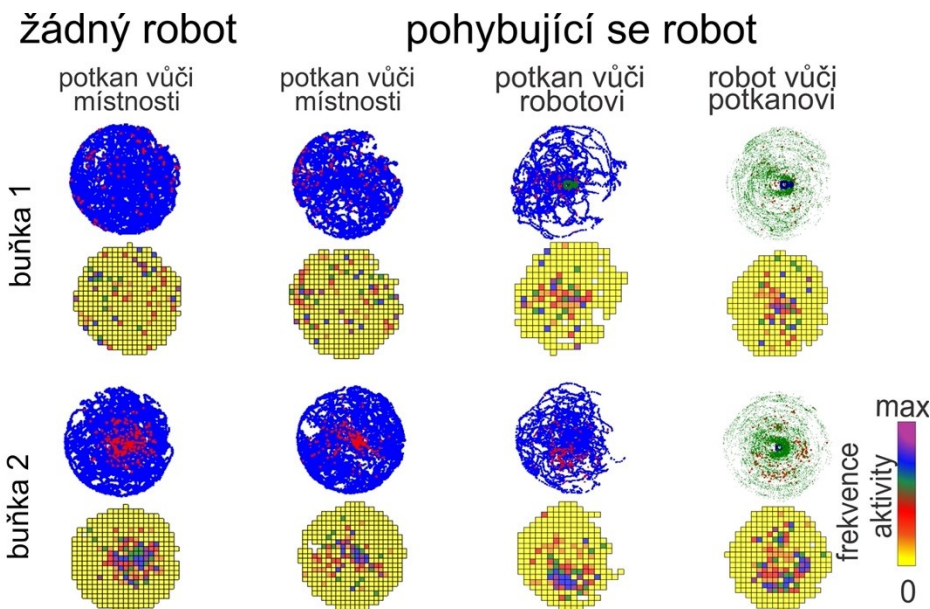 žádný robot
pohybující se robot
potkan vůči
místnosti
potkan vůči
místnosti
potkan vůči
robotovi
robot vůči
potkanovi
buňka 1
buňka 2
max
frekvence
aktivity
0